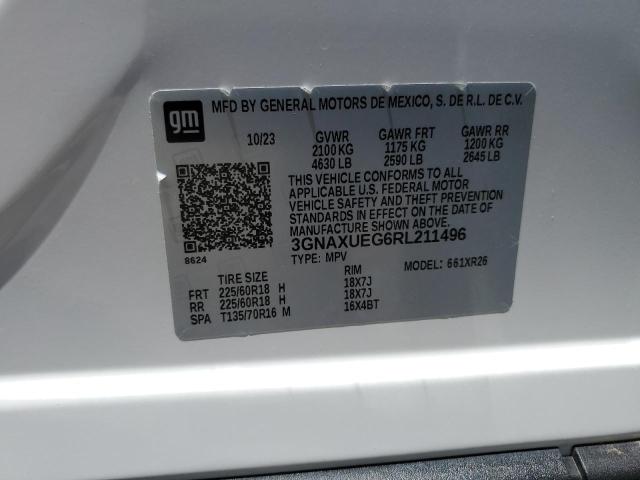 gm
MFD BY GENERAL MOTORS DE MEXICO, S. DE R.L. DE C.V.
10/23 GVWR GAWR FRT GAWR RR
2100 KG 1175 KG 1200 KG
4630 LB 2590 LB 2645 LB
THIS VEHICLE CONFORMS TO ALL
APPLICABLE U.S. FEDERAL MOTOR
VEHICLE SAFETY AND THEFT PREVENTION
STANDARDS IN EFFECT ON THE DATE OF
MANUFACTURE SHOWN ABOVE.
3GNAXUEG6RL211496
8624 TYPE: MPV MODEL: 661XR26
TIRE SIZE RIM
FRT 225/60R18 H 18X7J
RR 225/60R18 H 18X7J
SPA T135/70R16 M 16X4BT